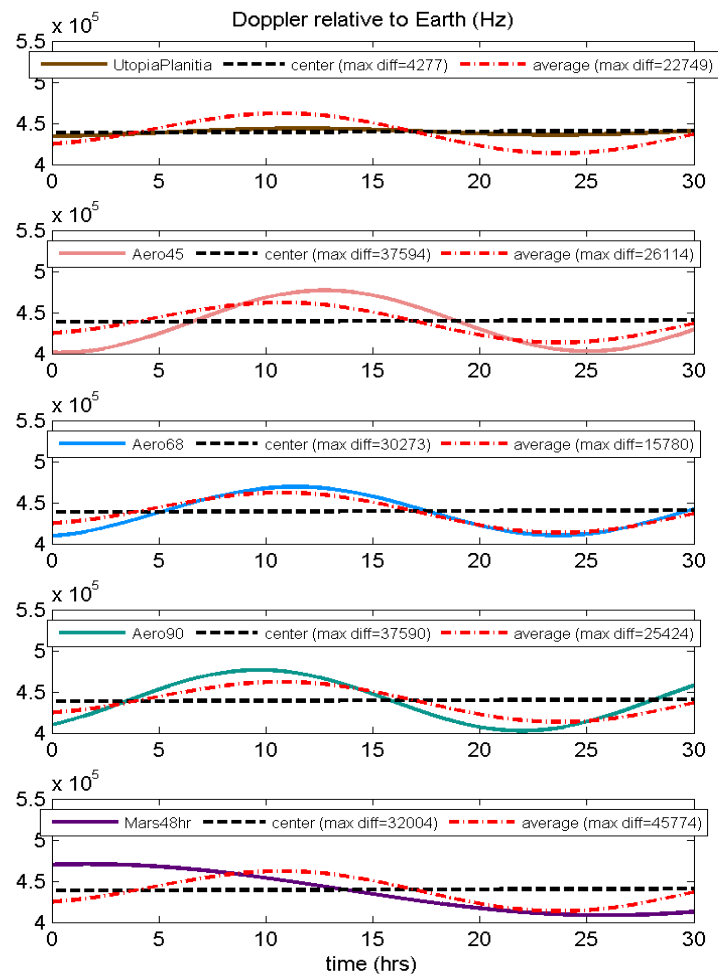 Doppler relative to Earth (Hz)
x 10^5
5.5
UtopiaPlanitia center (max diff=4277) average (max diff=22749)
5
4.5
4
0 5 10 15 20 25 30
x 10^5
5.5
Aero45 center (max diff=37594) average (max diff=26114)
5
4.5
4
0 5 10 15 20 25 30
x 10^5
5.5
Aero68 center (max diff=30273) average (max diff=15780)
5
4.5
4
0 5 10 15 20 25 30
x 10^5
5.5
Aero90 center (max diff=37590) average (max diff=25424)
5
4.5
4
0 5 10 15 20 25 30
x 10^5
5.5
Mars48hr center (max diff=32004) average (max diff=45774)
5
4.5
4
0 5 10 15 20 25 30
time (hrs)